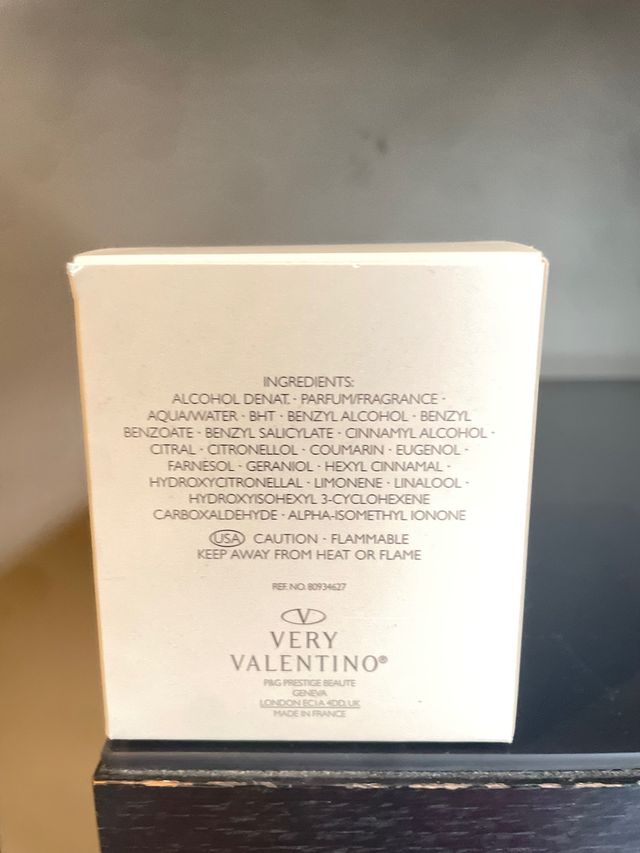 INGREDIENTS:
ALCOHOL DENAT. · PARFUM/FRAGRANCE ·
AQUA/WATER · BHT · BENZYL ALCOHOL · BENZYL
BENZOATE · BENZYL SALICYLATE · CINNAMYL ALCOHOL ·
CITRAL · CITRONELLOL · COUMARIN · EUGENOL ·
FARNESOL · GERANIOL · HEXYL CINNAMAL ·
HYDROXYCITRONELLAL · LIMONENE · LINALOOL ·
HYDROXYISOHEXYL 3-CYCLOHEXENE
CARBOXALDEHYDE · ALPHA-ISOMETHYL IONONE
USA CAUTION · FLAMMABLE
KEEP AWAY FROM HEAT OR FLAME
REF. NO. 80934627
V
VERY
VALENTINO®
P&G PRESTIGE BEAUTE
GENEVA
LONDON EC1A 4DD, UK
MADE IN FRANCE